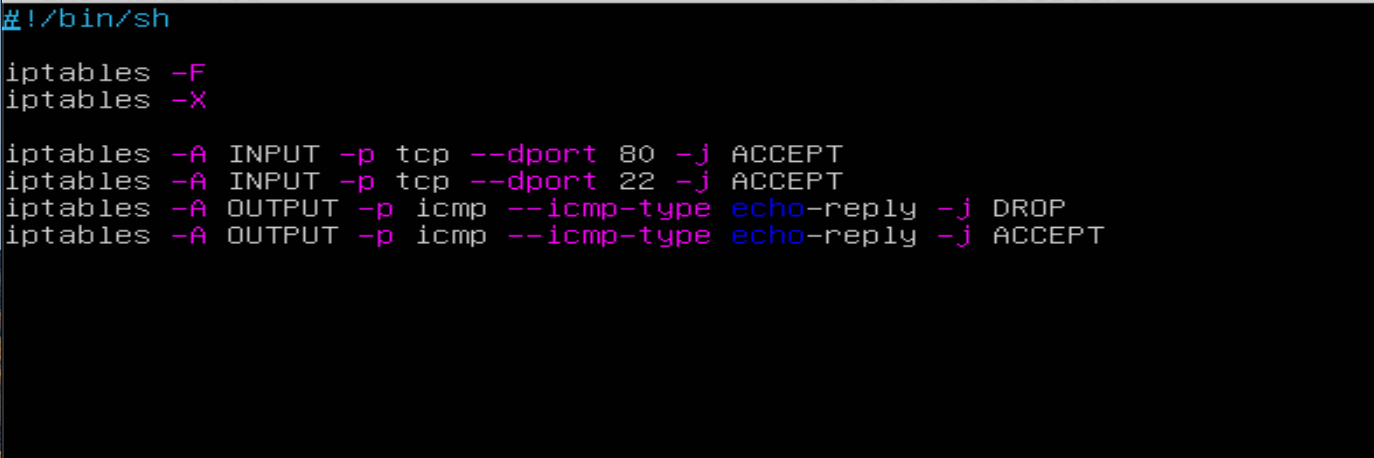 #!/bin/sh
iptables -F
iptables -X
iptables -A INPUT -p tcp --dport 80 -j ACCEPT
iptables -A INPUT -p tcp --dport 22 -j ACCEPT
iptables -A OUTPUT -p icmp --icmp-type echo-reply -j DROP
iptables -A OUTPUT -p icmp --icmp-type echo-reply -j ACCEPT